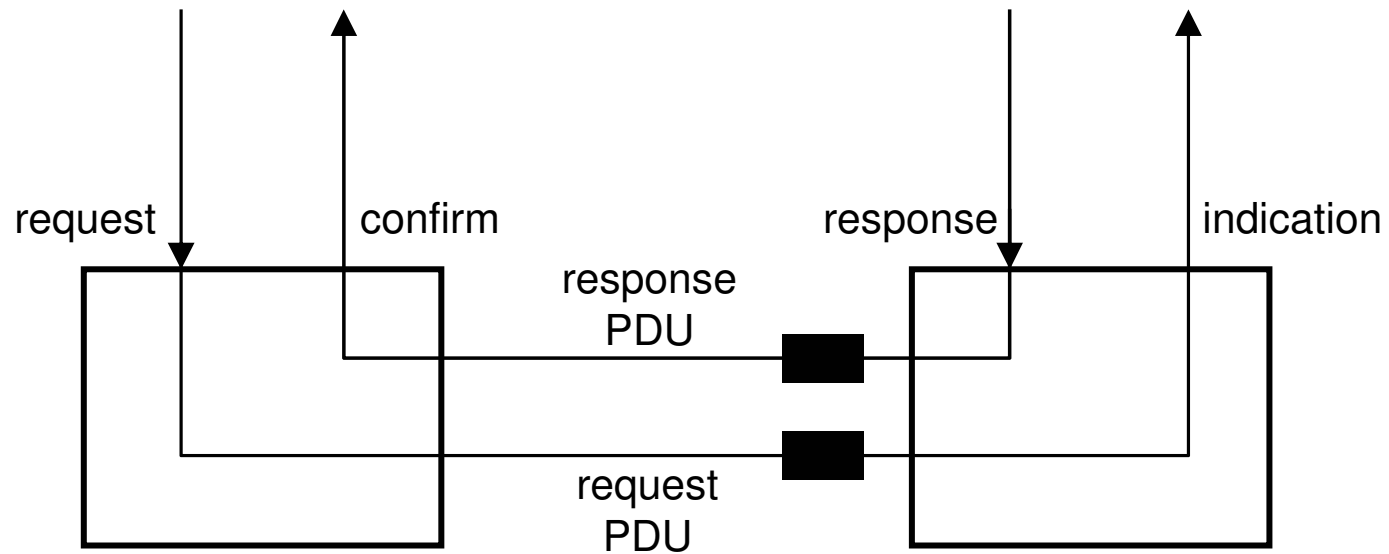 request
confirm
response
indication
response
PDU
request
PDU